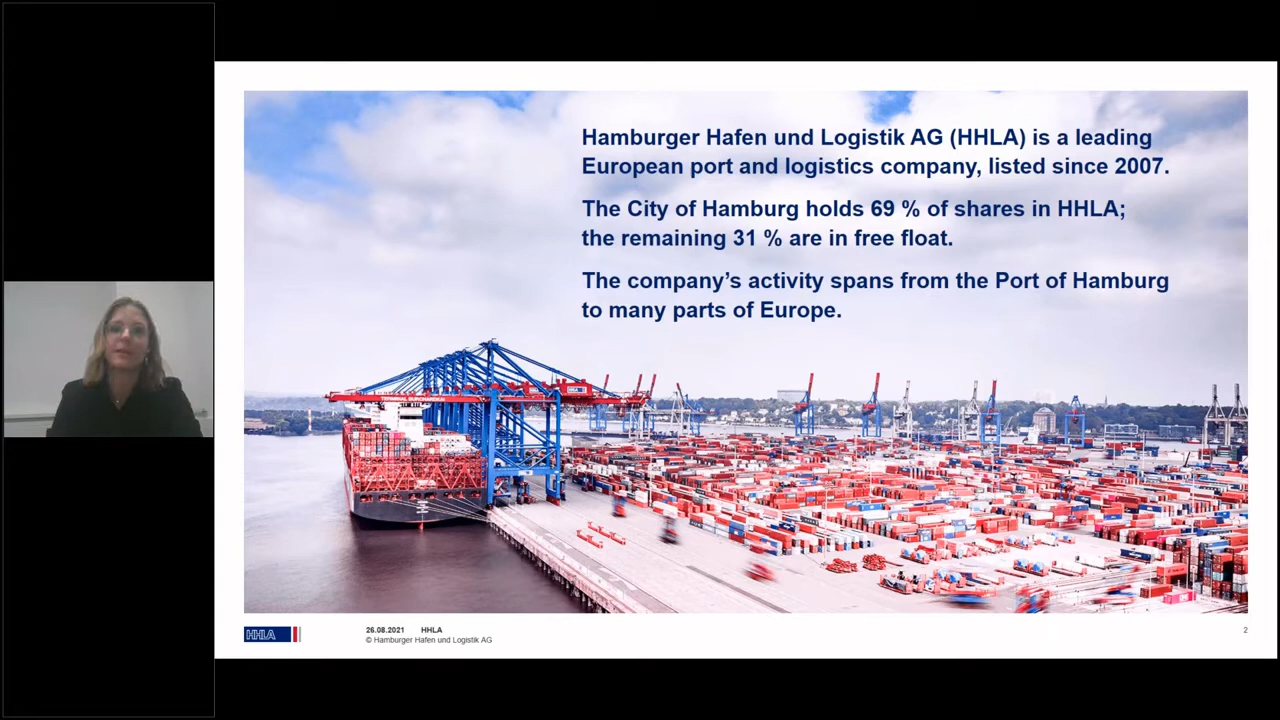 Hamburger Hafen und Logistik AG (HHLA) is a leading
European port and logistics company, listed since 2007.
The City of Hamburg holds 69 % of shares in HHLA;
the remaining 31 % are in free float.
The company’s activity spans from the Port of Hamburg
to many parts of Europe.
TERMINAL BURCHARDKAI
HHLA
26.08.2021 HHLA
© Hamburger Hafen und Logistik AG
2